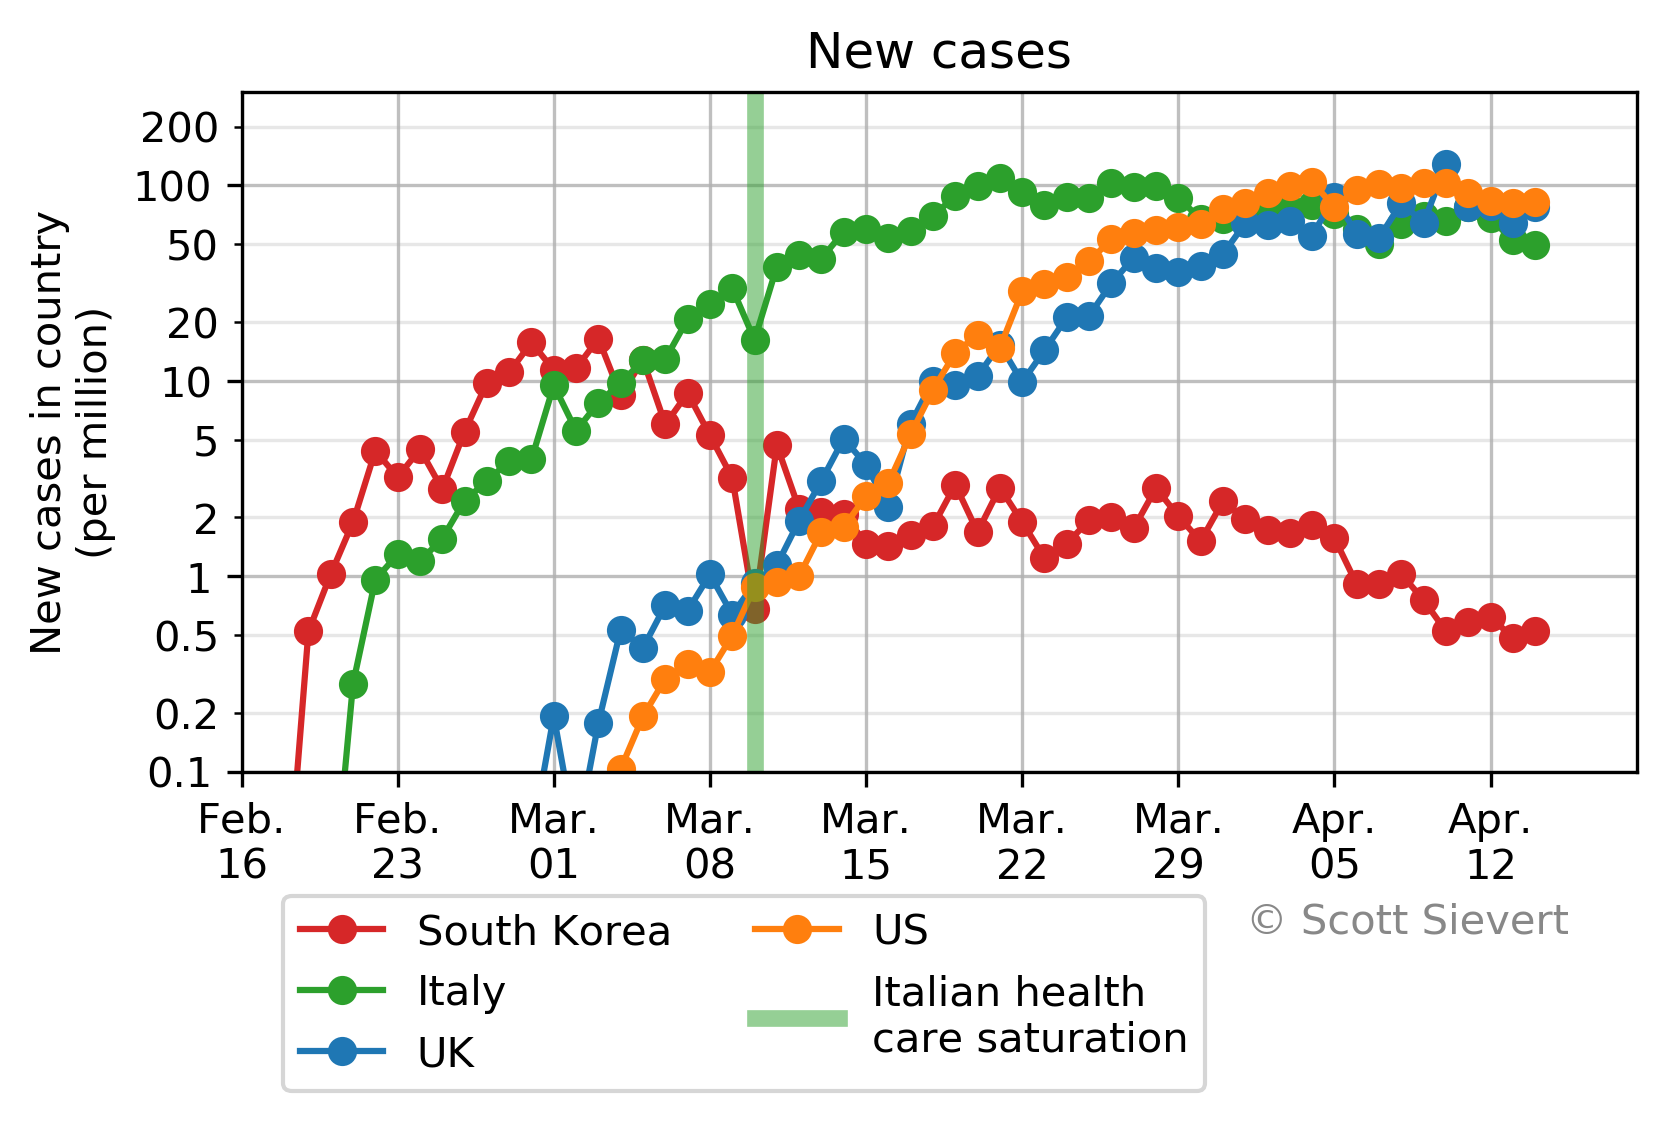 New cases
New cases in country
(per million)
200
100
50
20
10
5
2
1
0.5
0.2
0.1
Feb. Feb. Mar. Mar. Mar. Mar. Mar. Apr. Apr.
16 23 01 08 15 22 29 05 12
South Korea
Italy
UK
US
Italian health
care saturation
© Scott Sievert